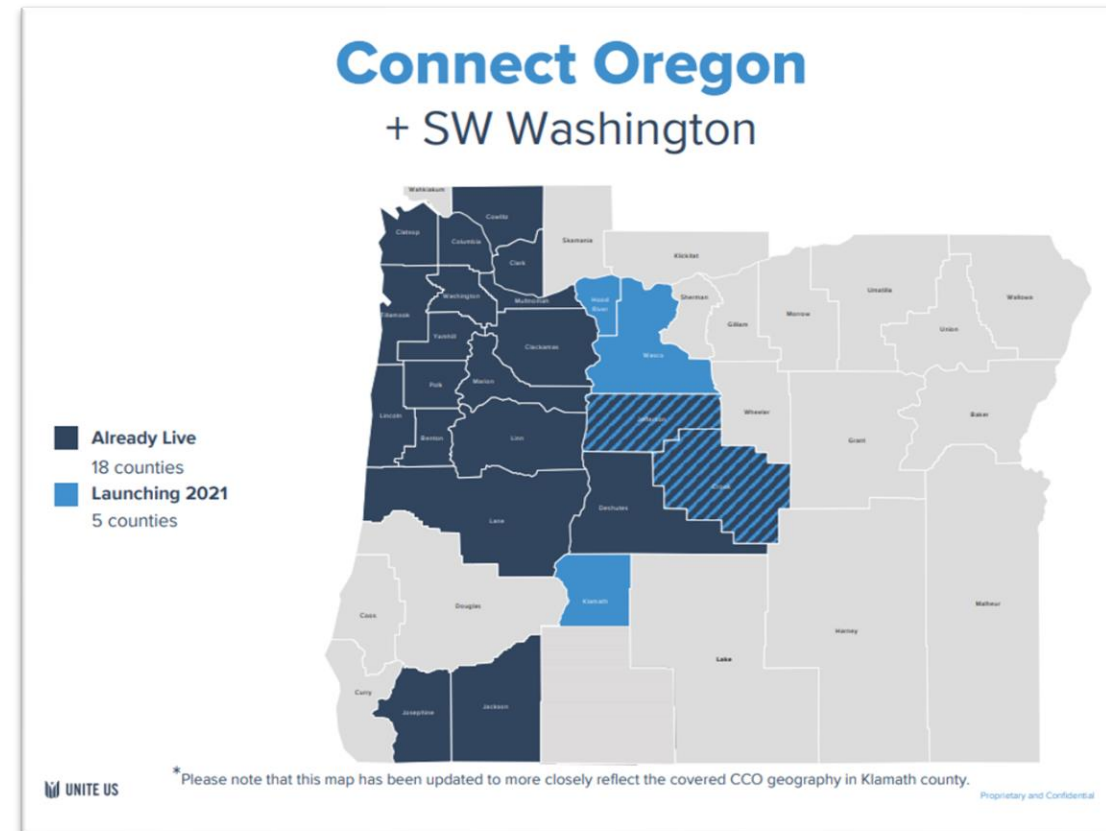 Connect Oregon
+ SW Washington
Wahkiakum
Cowlitz
Clatsop
Columbia
Skamania
Clark
Klickitat
Washington
Multnomah
Hood
River
Sherman
Umatilla
Wallowa
Tillamook
Gilliam
Morrow
Union
Yamhill
Clackamas
Wasco
Polk
Marion
Lincoln
Jefferson
Wheeler
Grant
Baker
Benton
Linn
Crook
Already Live
18 counties
Launching 2021
5 counties
Lane
Deschutes
Klamath
Douglas
Coos
Malheur
Harney
Lake
Curry
Josephine
Jackson
*Please note that this map has been updated to more closely reflect the covered CCO geography in Klamath county.
UNITE US
Proprietary and Confidential